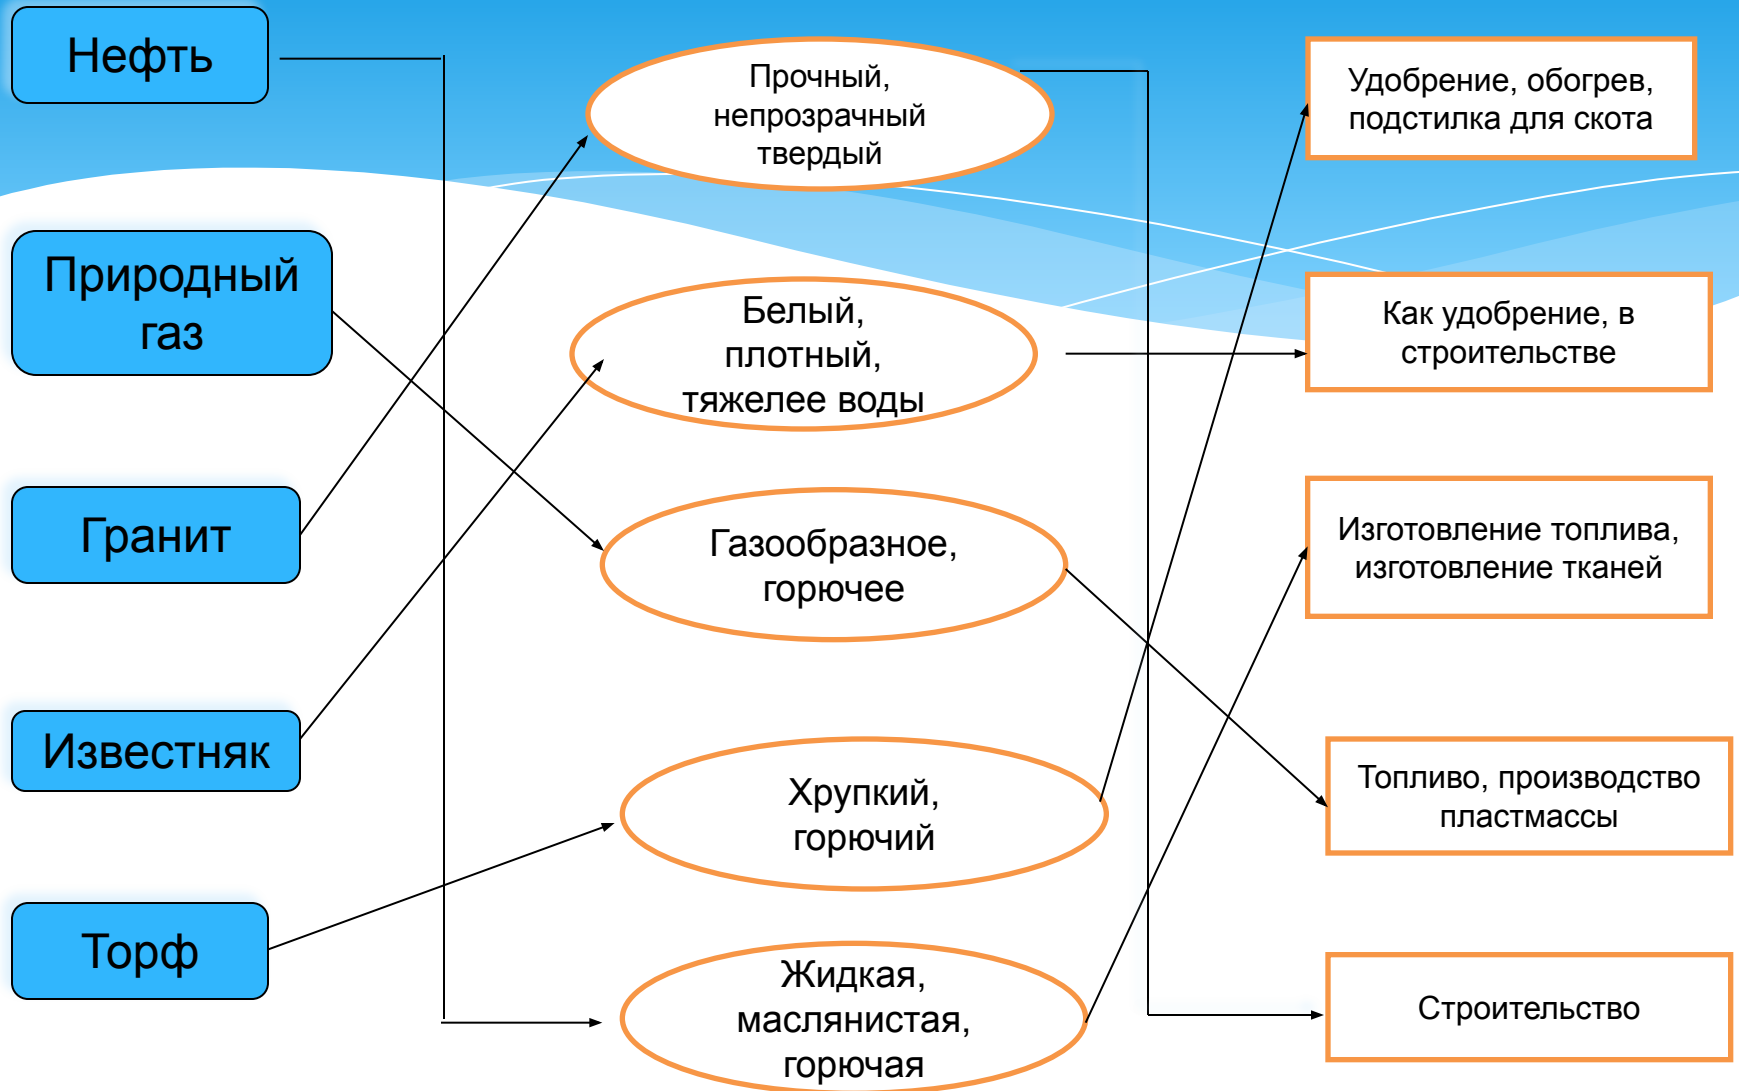 Нефть
Природный
газ
Гранит
Известняк
Торф
Прочный,
непрозрачный
твердый
Белый,
плотный,
тяжелее воды
Газообразное,
горючее
Хрупкий,
горючий
Жидкая,
маслянистая,
горючая
Удобрение, обогрев,
подстилка для скота
Как удобрение, в
строительстве
Изготовление топлива,
изготовление тканей
Топливо, производство
пластмассы
Строительство